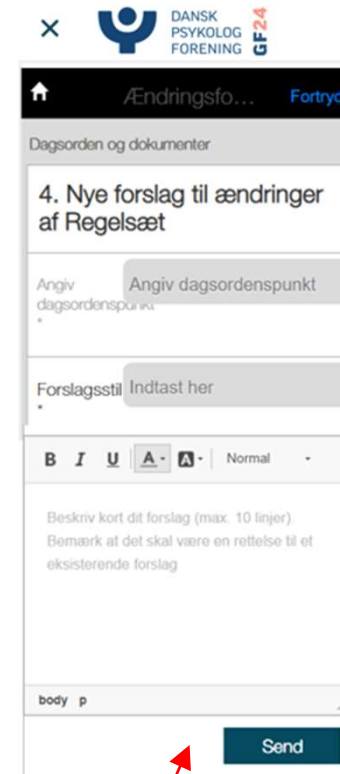 DANSK
PSYKOLOG
FORENING
GF24
Ændringsfo... Fortryd
Dagsorden og dokumenter
4. Nye forslag til ændringer
af Regelsæt
Angiv
dagsordenspunkt
*
Angiv dagsordenspunkt
Forslagsstil
*
Indtast her
B I U A A Normal
Beskriv kort dit forslag (max. 10 linjer)
Bemærk at det skal være en rettelse til et
eksisterende forslag
body p
Send